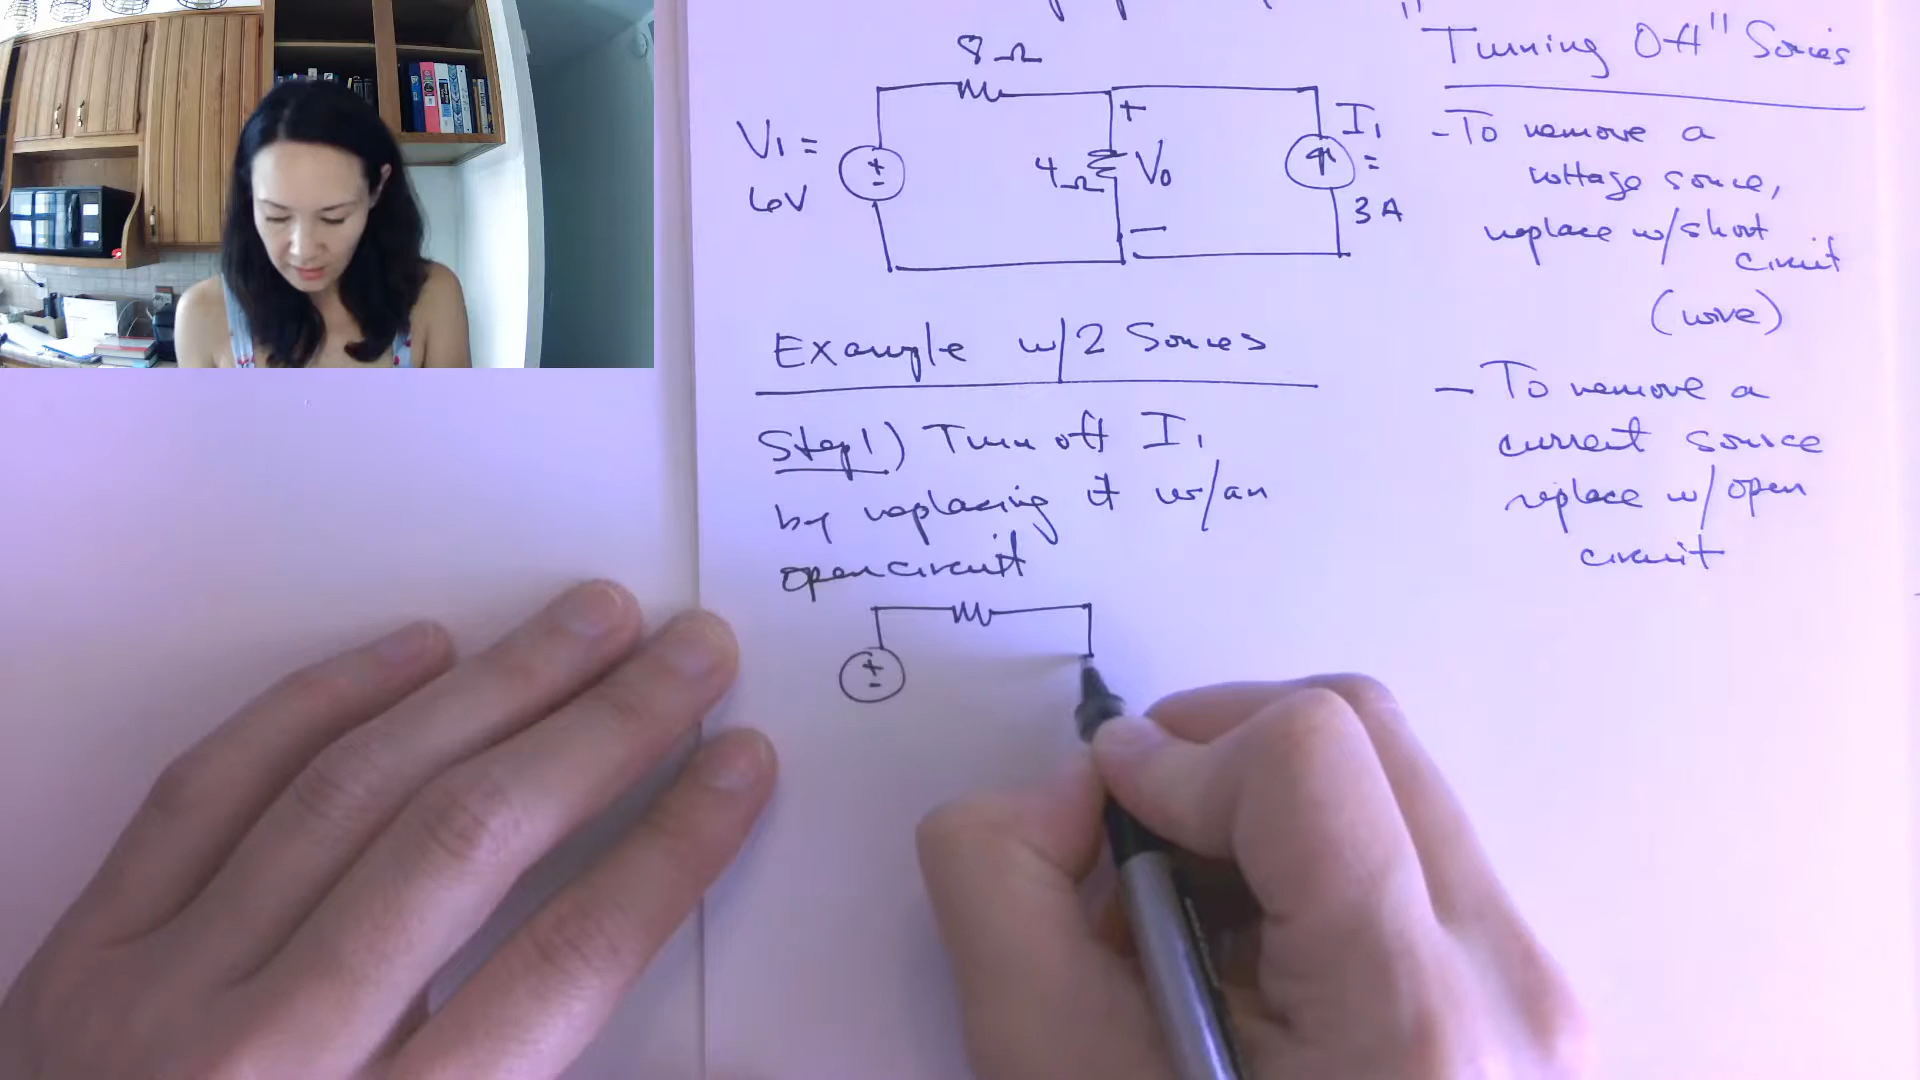 8Ω
V1 =
6V
+
-
+
4Ω
V0
—
I1
=
3 A
Example w/2 Sources
Step 1) Turn off I1
by replacing it w/an
open circuit
+
-
"Turning Off" Sources
- To remove a
voltage source,
replace w/short
circuit
(wire)
- To remove a
current source
replace w/open
circuit